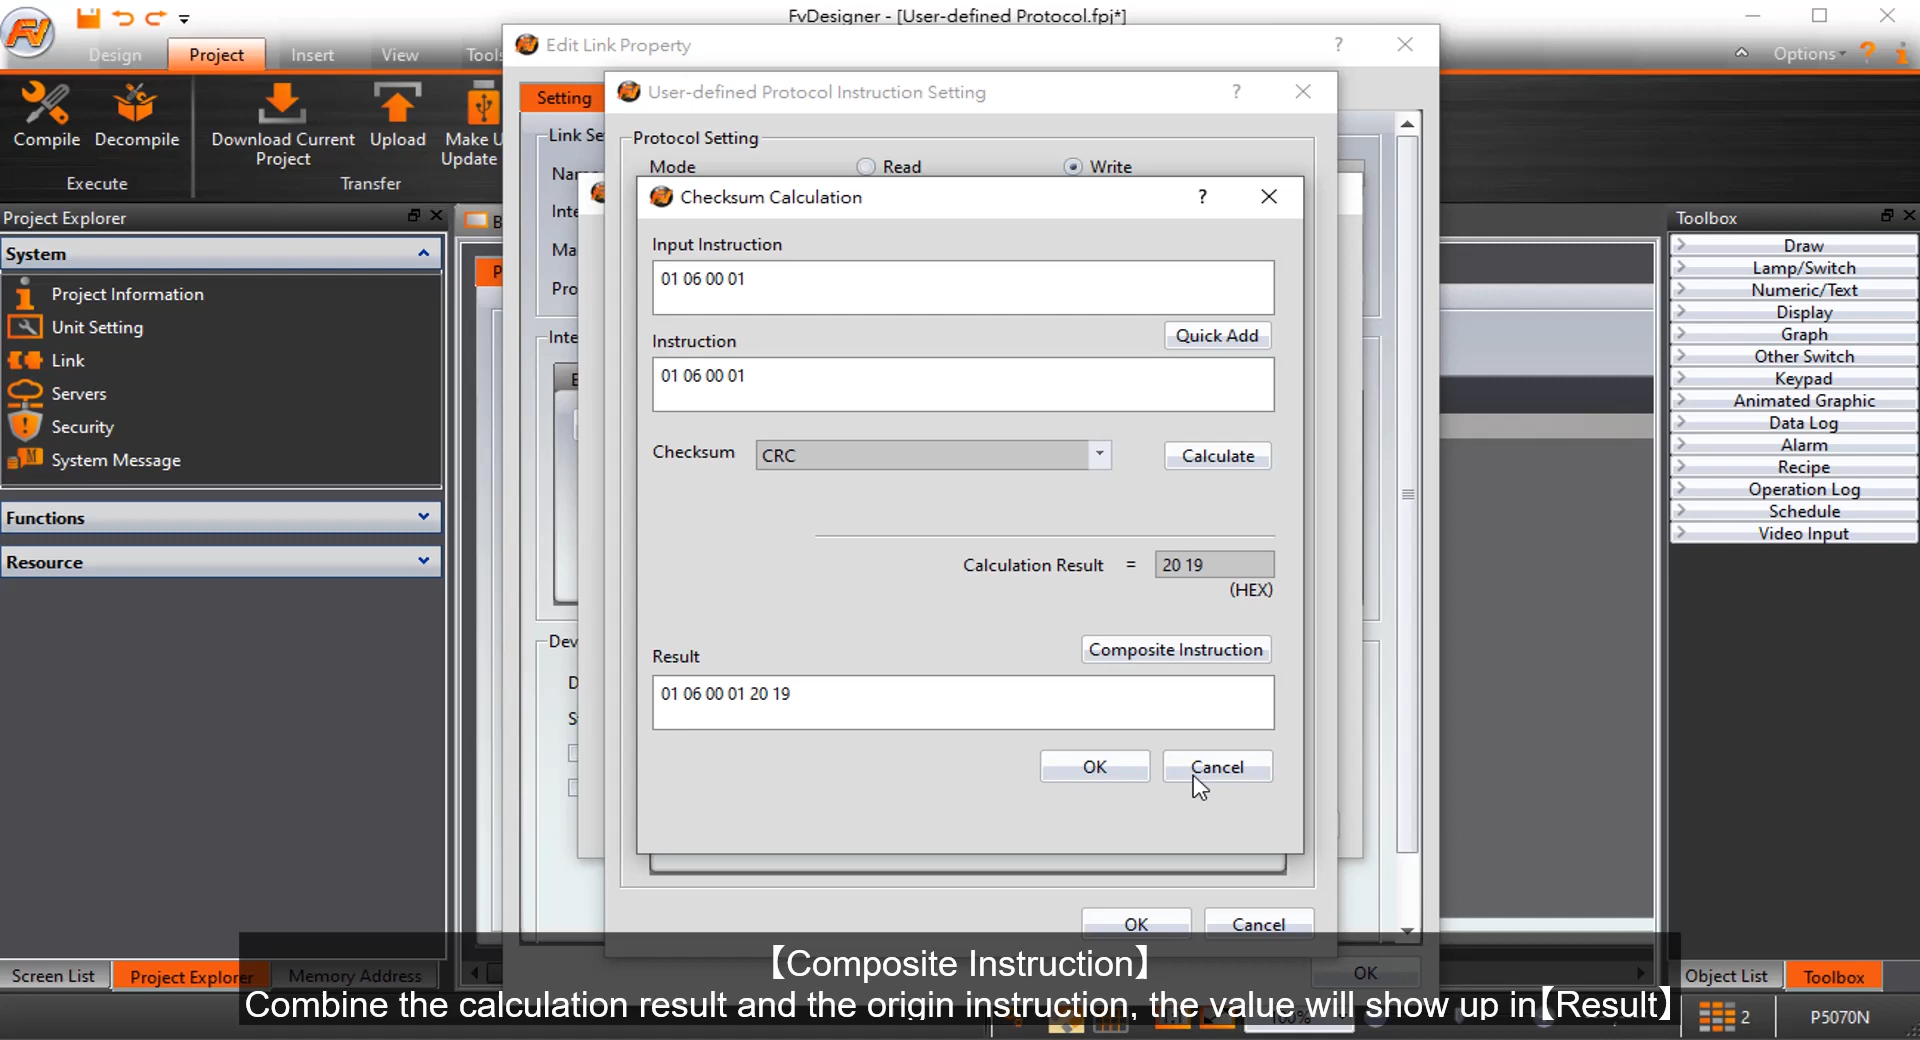 FvDesigner - [User-defined Protocol.fpj*]
Design
Project
Insert
View
Tools
Options
Compile
Decompile
Download Current
Project
Upload
Make U
Update
Execute
Transfer
Project Explorer
System
Project Information
Unit Setting
Link
Servers
Security
System Message
Functions
Resource
Edit Link Property
?
Setting
Link Se
Nam
Inte
Ma
Pro
Inte
Dev
User-defined Protocol Instruction Setting
?
Protocol Setting
Mode
Read
Write
Checksum Calculation
?
Input Instruction
01 06 00 01
Quick Add
Instruction
01 06 00 01
Checksum
CRC
Calculate
Calculation Result = 20 19
(HEX)
Composite Instruction
Result
01 06 00 01 20 19
OK
Cancel
OK
Cancel
OK
Toolbox
Draw
Lamp/Switch
Numeric/Text
Display
Graph
Other Switch
Keypad
Animated Graphic
Data Log
Alarm
Recipe
Operation Log
Schedule
Video Input
Screen List
Project Explorer
Memory Address
Object List
Toolbox
100%
2
P5070N
【Composite Instruction】
Combine the calculation result and the origin instruction, the value will show up in【Result】